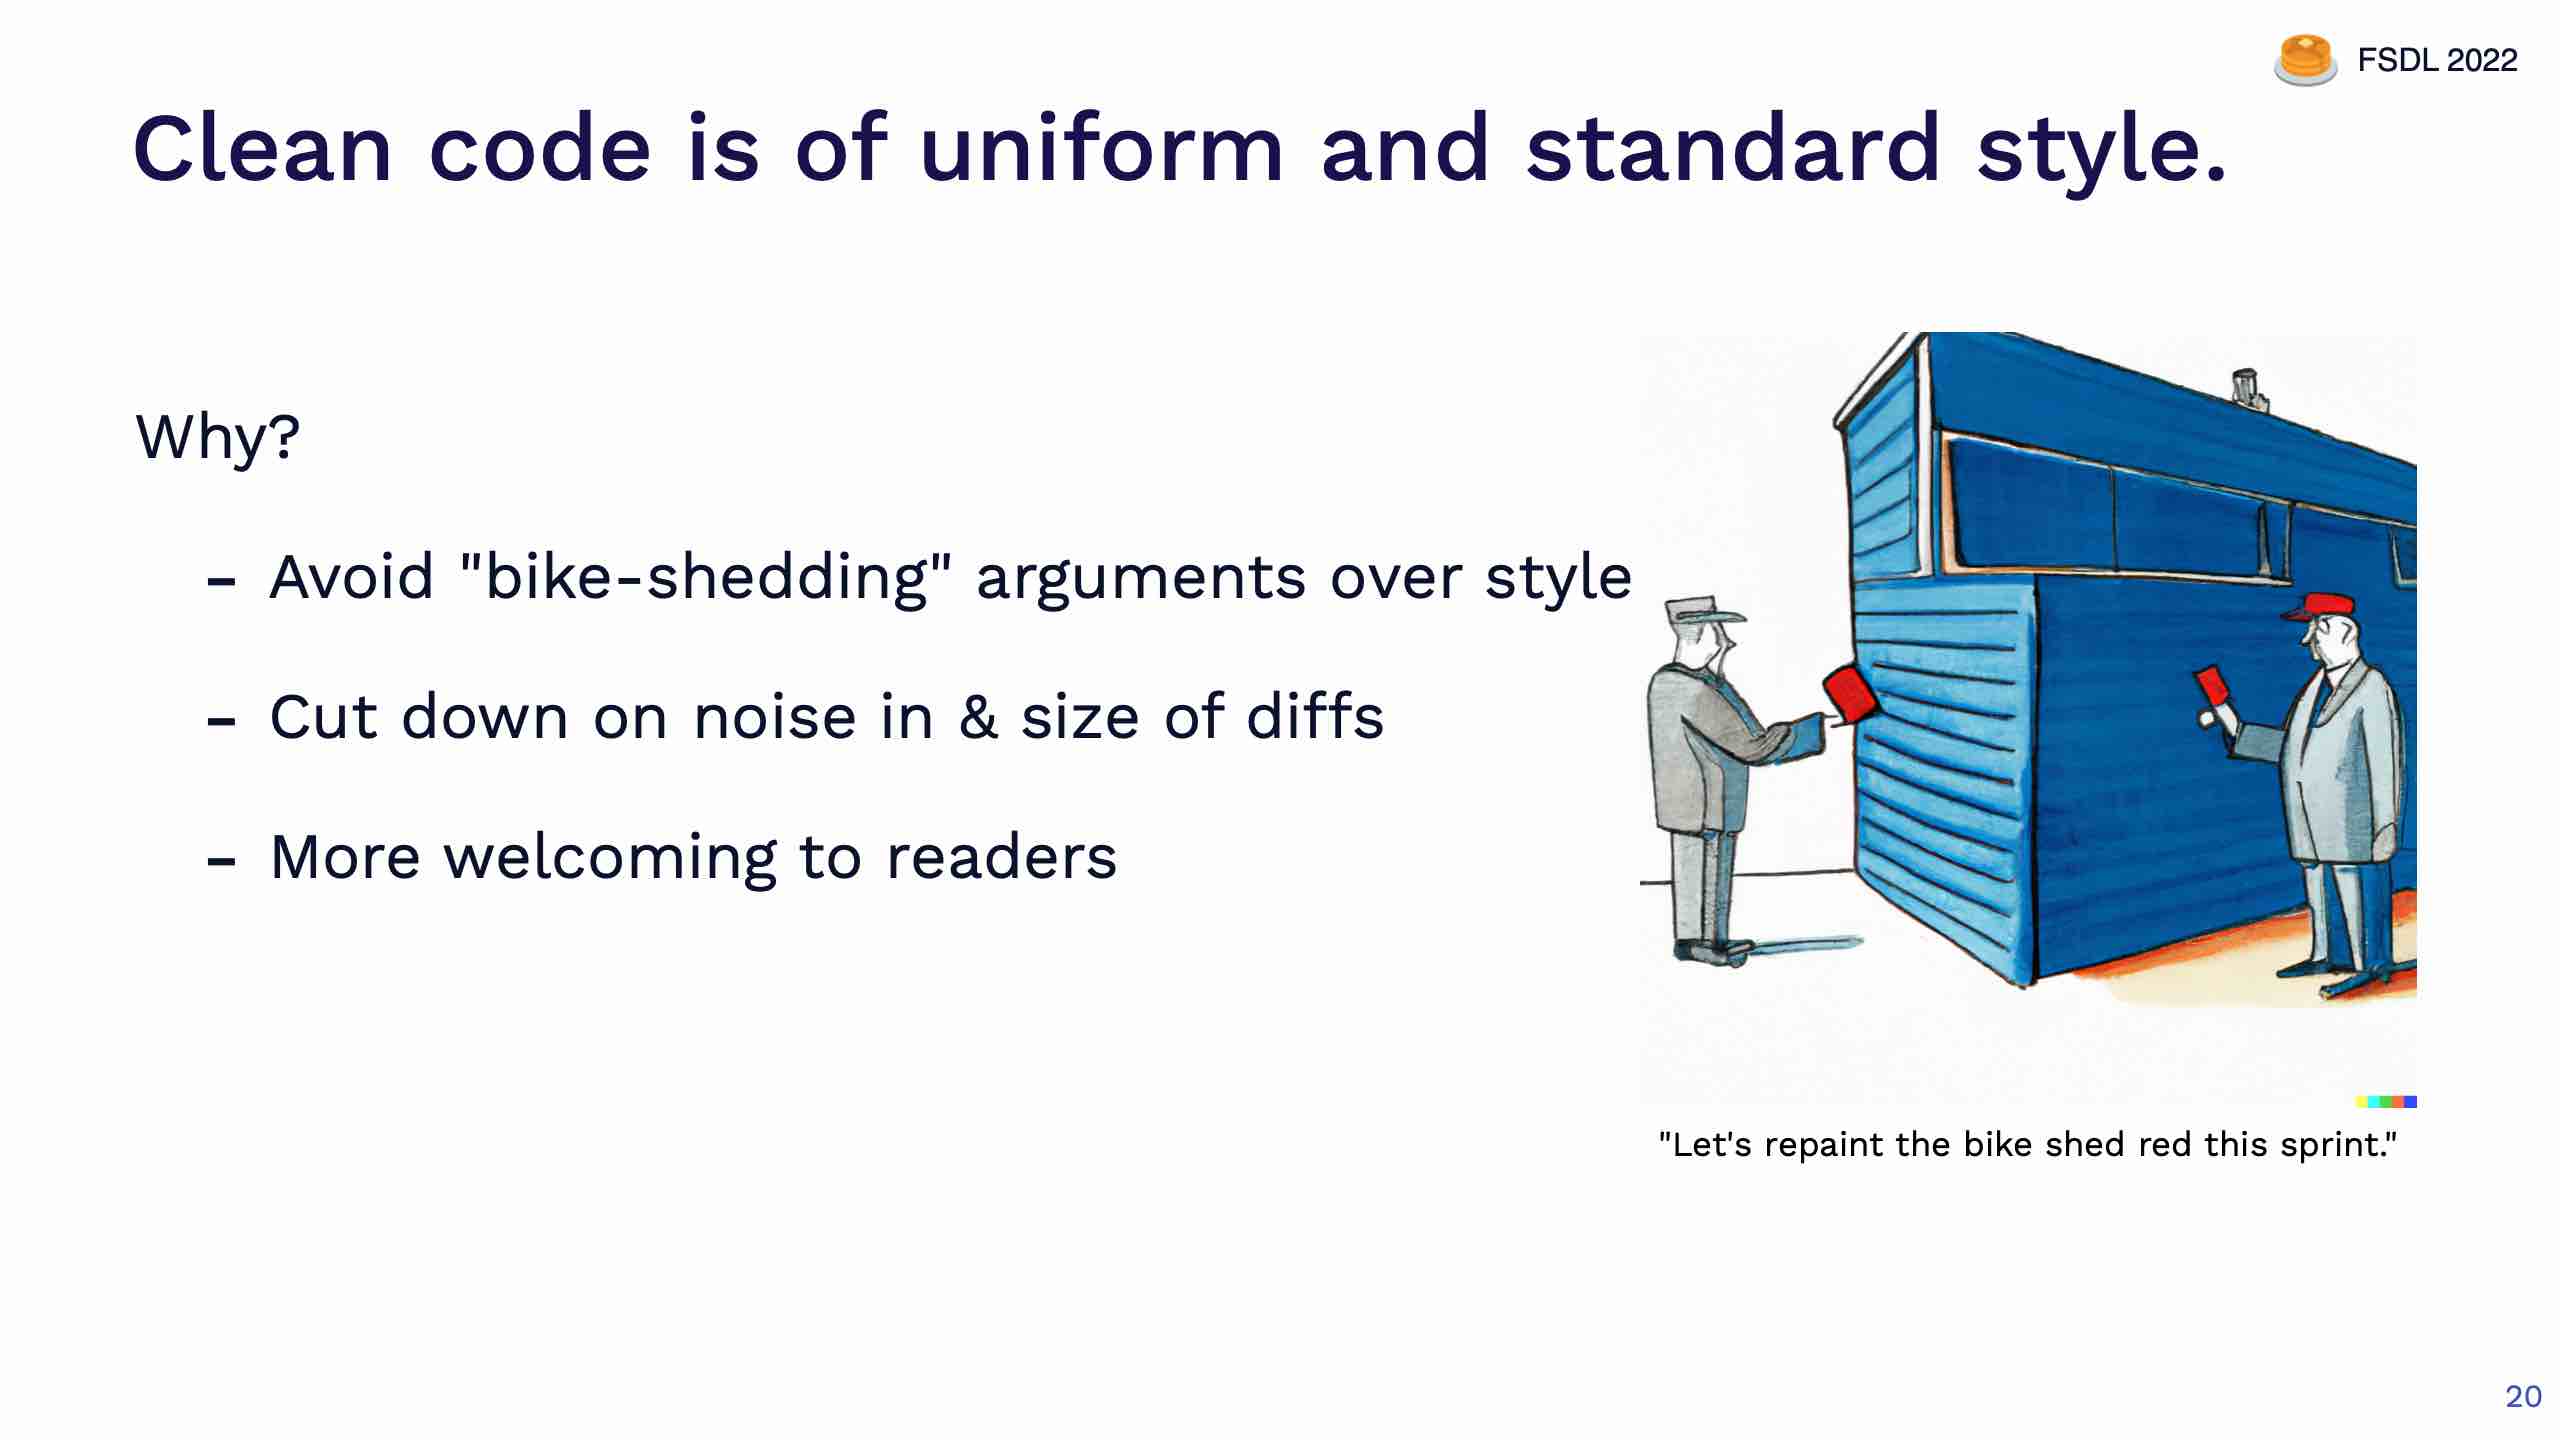 FSDL 2022
Clean code is of uniform and standard style.
Why?
- Avoid "bike-shedding" arguments over style
- Cut down on noise in & size of diffs
- More welcoming to readers
"Let's repaint the bike shed red this sprint."
20